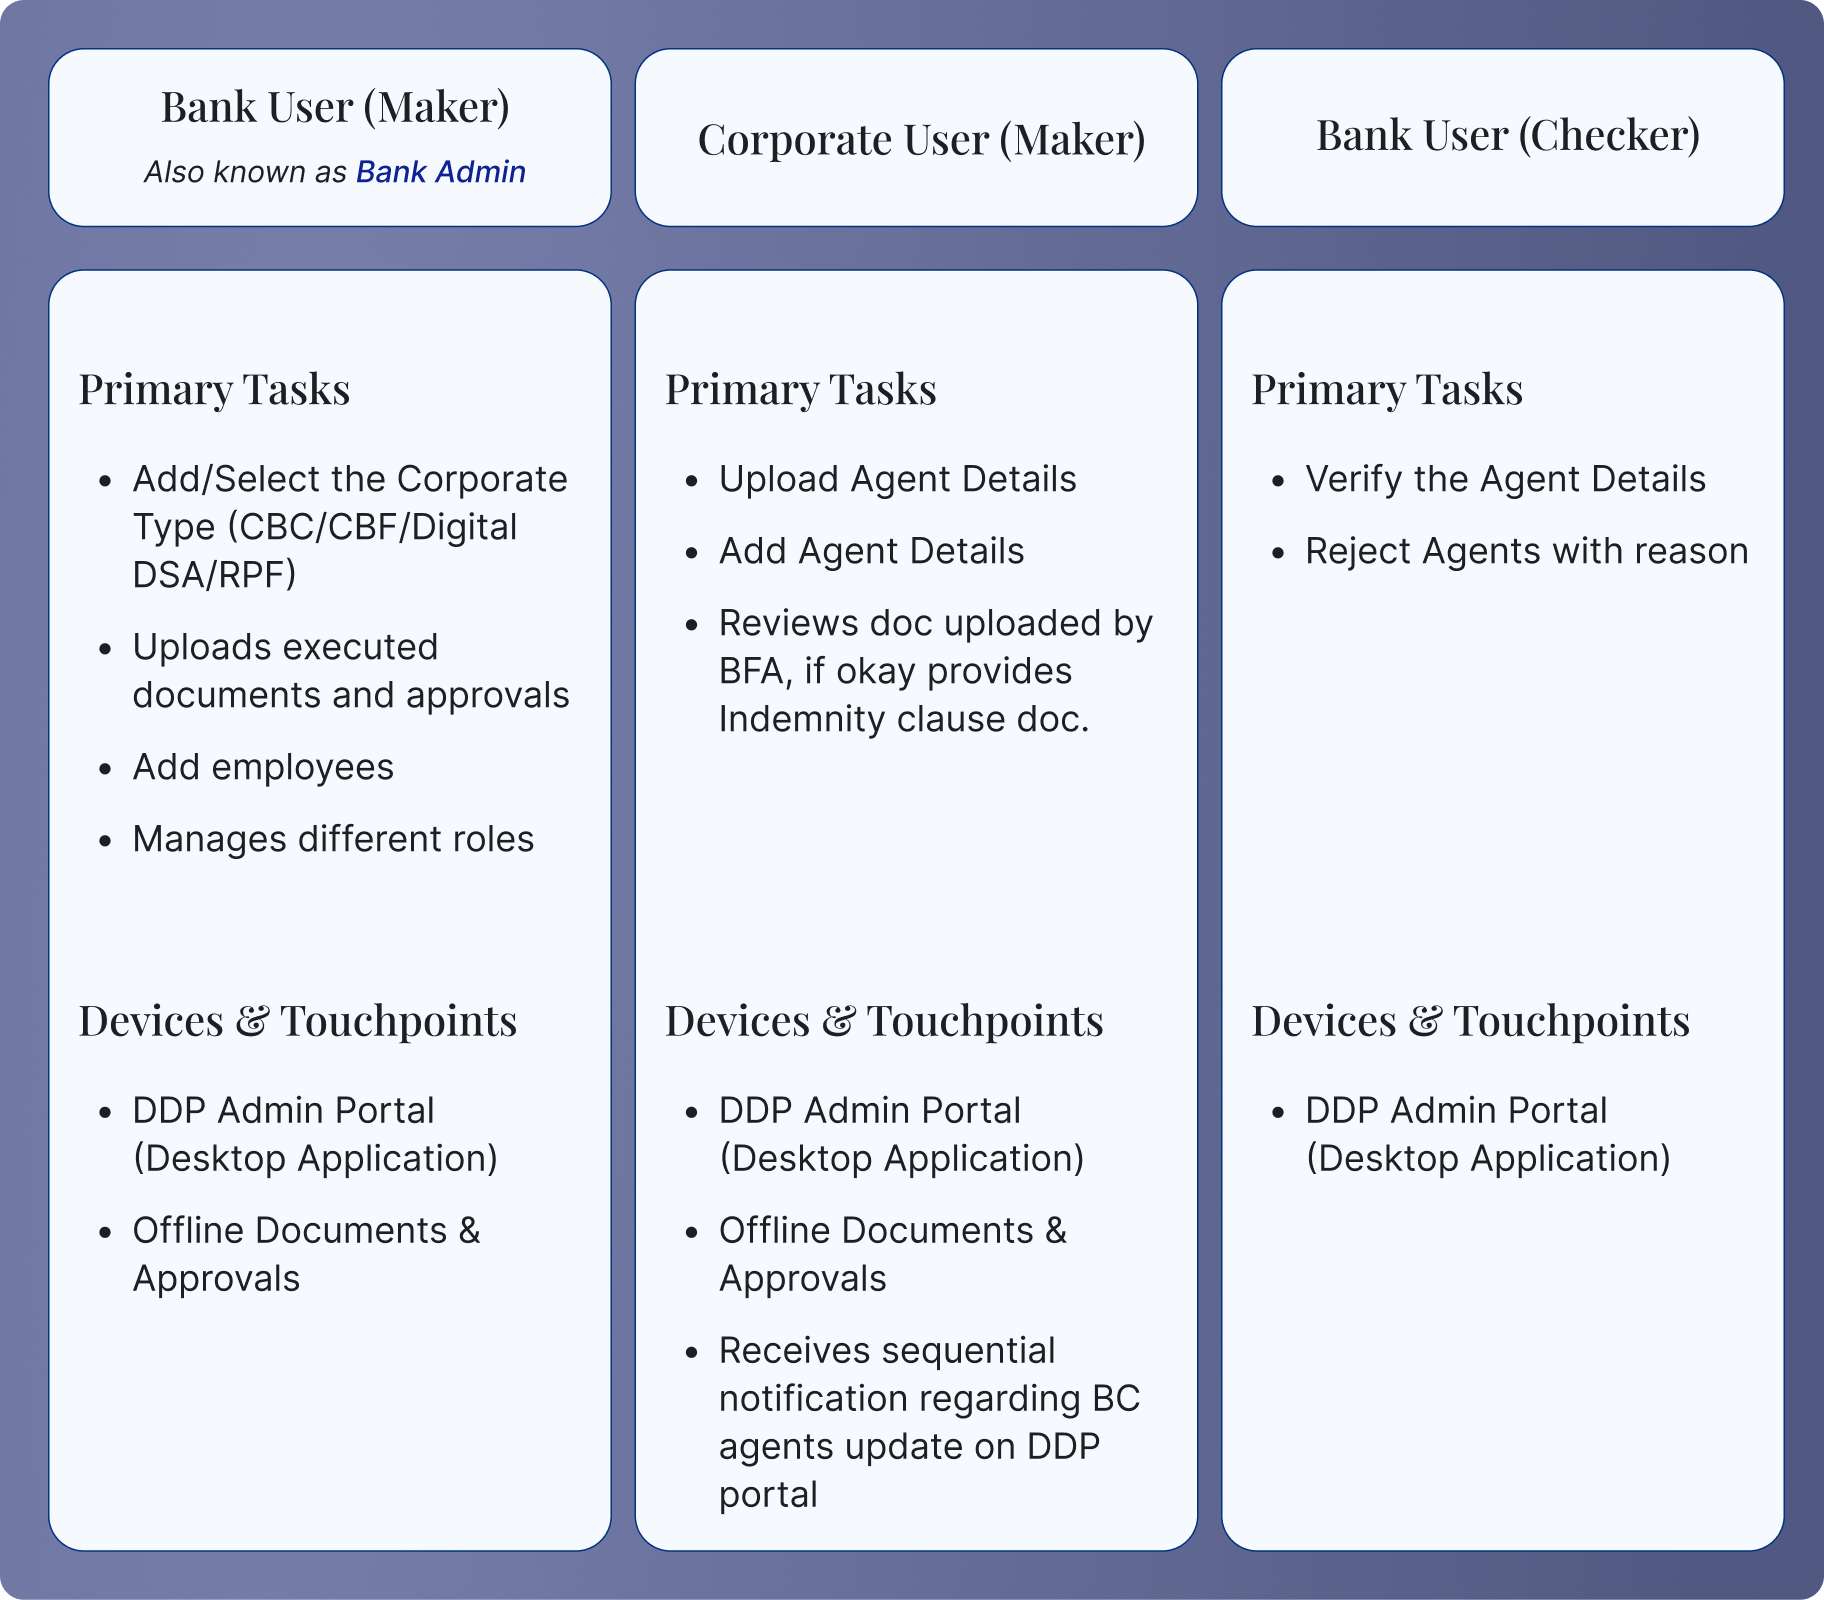 Bank User (Maker)
Also known as Bank Admin
Corporate User (Maker)
Bank User (Checker)
Primary Tasks
• Add/Select the Corporate
Type (CBC/CBF/Digital
DSA/RPF)
• Uploads executed
documents and approvals
• Add employees
• Manages different roles
Devices & Touchpoints
• DDP Admin Portal
(Desktop Application)
• Offline Documents &
Approvals
Primary Tasks
• Upload Agent Details
• Add Agent Details
• Reviews doc uploaded by
BFA, if okay provides
Indemnity clause doc.
Devices & Touchpoints
• DDP Admin Portal
(Desktop Application)
• Offline Documents &
Approvals
• Receives sequential
notification regarding BC
agents update on DDP
portal
Primary Tasks
• Verify the Agent Details
• Reject Agents with reason
Devices & Touchpoints
• DDP Admin Portal
(Desktop Application)